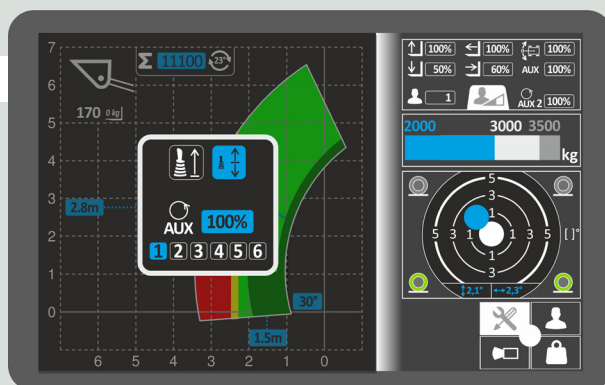 7
6
5
4
3
2
1
0
6 5 4 3 2 1 0
Σ 11100 23°
170 0 kg
2.8m
AUX 100%
1 2 3 4 5 6
30°
1.5m
100% 100% 100%
50% 60% AUX 100%
1 AUX 2 100%
2000 3000 3500
kg
5
3
1
5 3 1 1 3 5 [ ]°
1
3
2,1° 2,3°